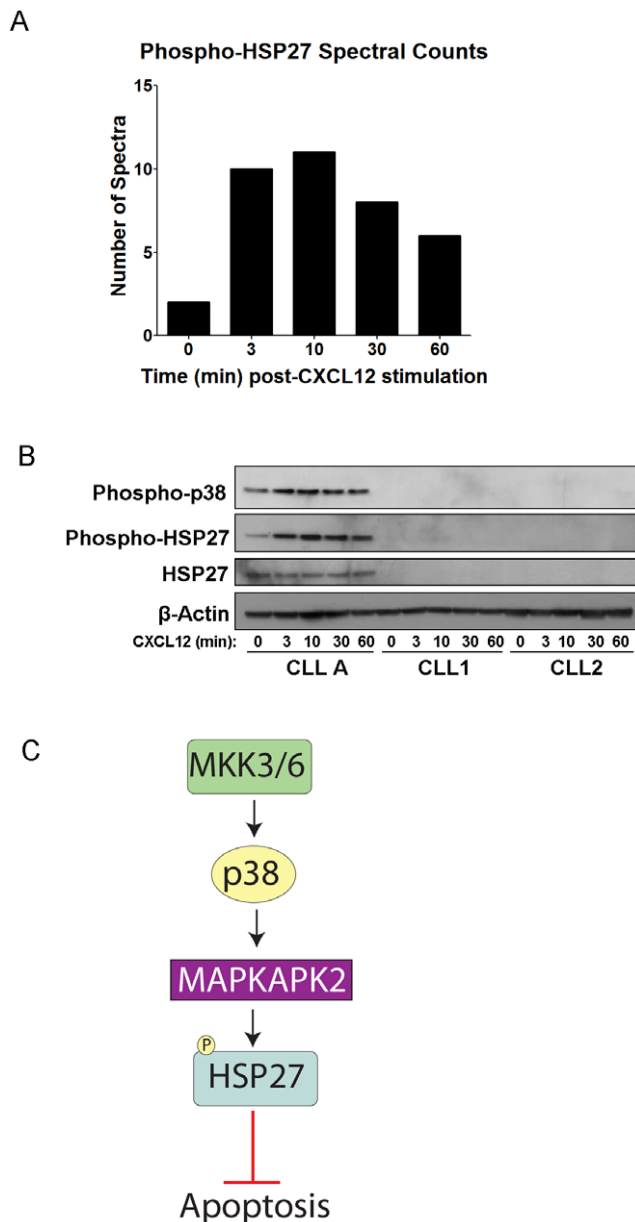 A
Phospho-HSP27 Spectral Counts
15
10
5
0
Number of Spectra
0 3 10 30 60
Time (min) post-CXCL12 stimulation
B
Phospho-p38
Phospho-HSP27
HSP27
β-Actin
CXCL12 (min): 0 3 10 30 60 0 3 10 30 60 0 3 10 30 60
CLL A CLL1 CLL2
C
MKK3/6
p38
MAPKAPK2
P
HSP27
Apoptosis